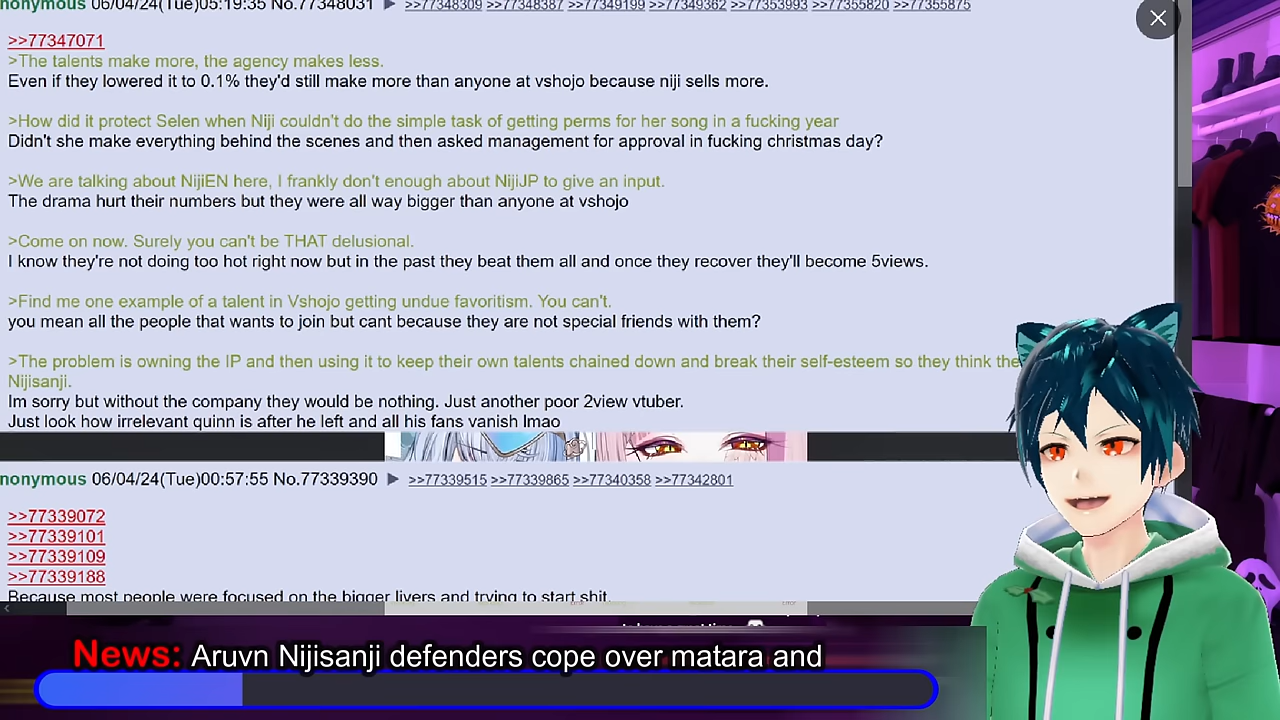 nonymous 06/04/24(Tue)05:19:35 No.77348031 ▶ >>77348309 >>77348387 >>77349199 >>77349362 >>77353993 >>77355820 >>77355875
>>77347071
>The talents make more, the agency makes less.
Even if they lowered it to 0.1% they'd still make more than anyone at vshojo because niji sells more.
>How did it protect Selen when Niji couldn't do the simple task of getting perms for her song in a fucking year
Didn't she make everything behind the scenes and then asked management for approval in fucking christmas day?
>We are talking about NijiEN here, I frankly don't enough about NijiJP to give an input.
The drama hurt their numbers but they were all way bigger than anyone at vshojo
>Come on now. Surely you can't be THAT delusional.
I know they're not doing too hot right now but in the past they beat them all and once they recover they'll become 5views.
>Find me one example of a talent in Vshojo getting undue favoritism. You can't.
you mean all the people that wants to join but cant because they are not special friends with them?
>The problem is owning the IP and then using it to keep their own talents chained down and break their self-esteem so they think the
Nijisanji.
Im sorry but without the company they would be nothing. Just another poor 2view vtuber.
Just look how irrelevant quinn is after he left and all his fans vanish lmao
nonymous 06/04/24(Tue)00:57:55 No.77339390 ▶ >>77339515 >>77339865 >>77340358 >>77342801
>>77339072
>>77339101
>>77339109
>>77339188
Because most people were focused on the bigger livers and trying to start shit.
News: Aruvn Nijisanji defenders cope over matara and